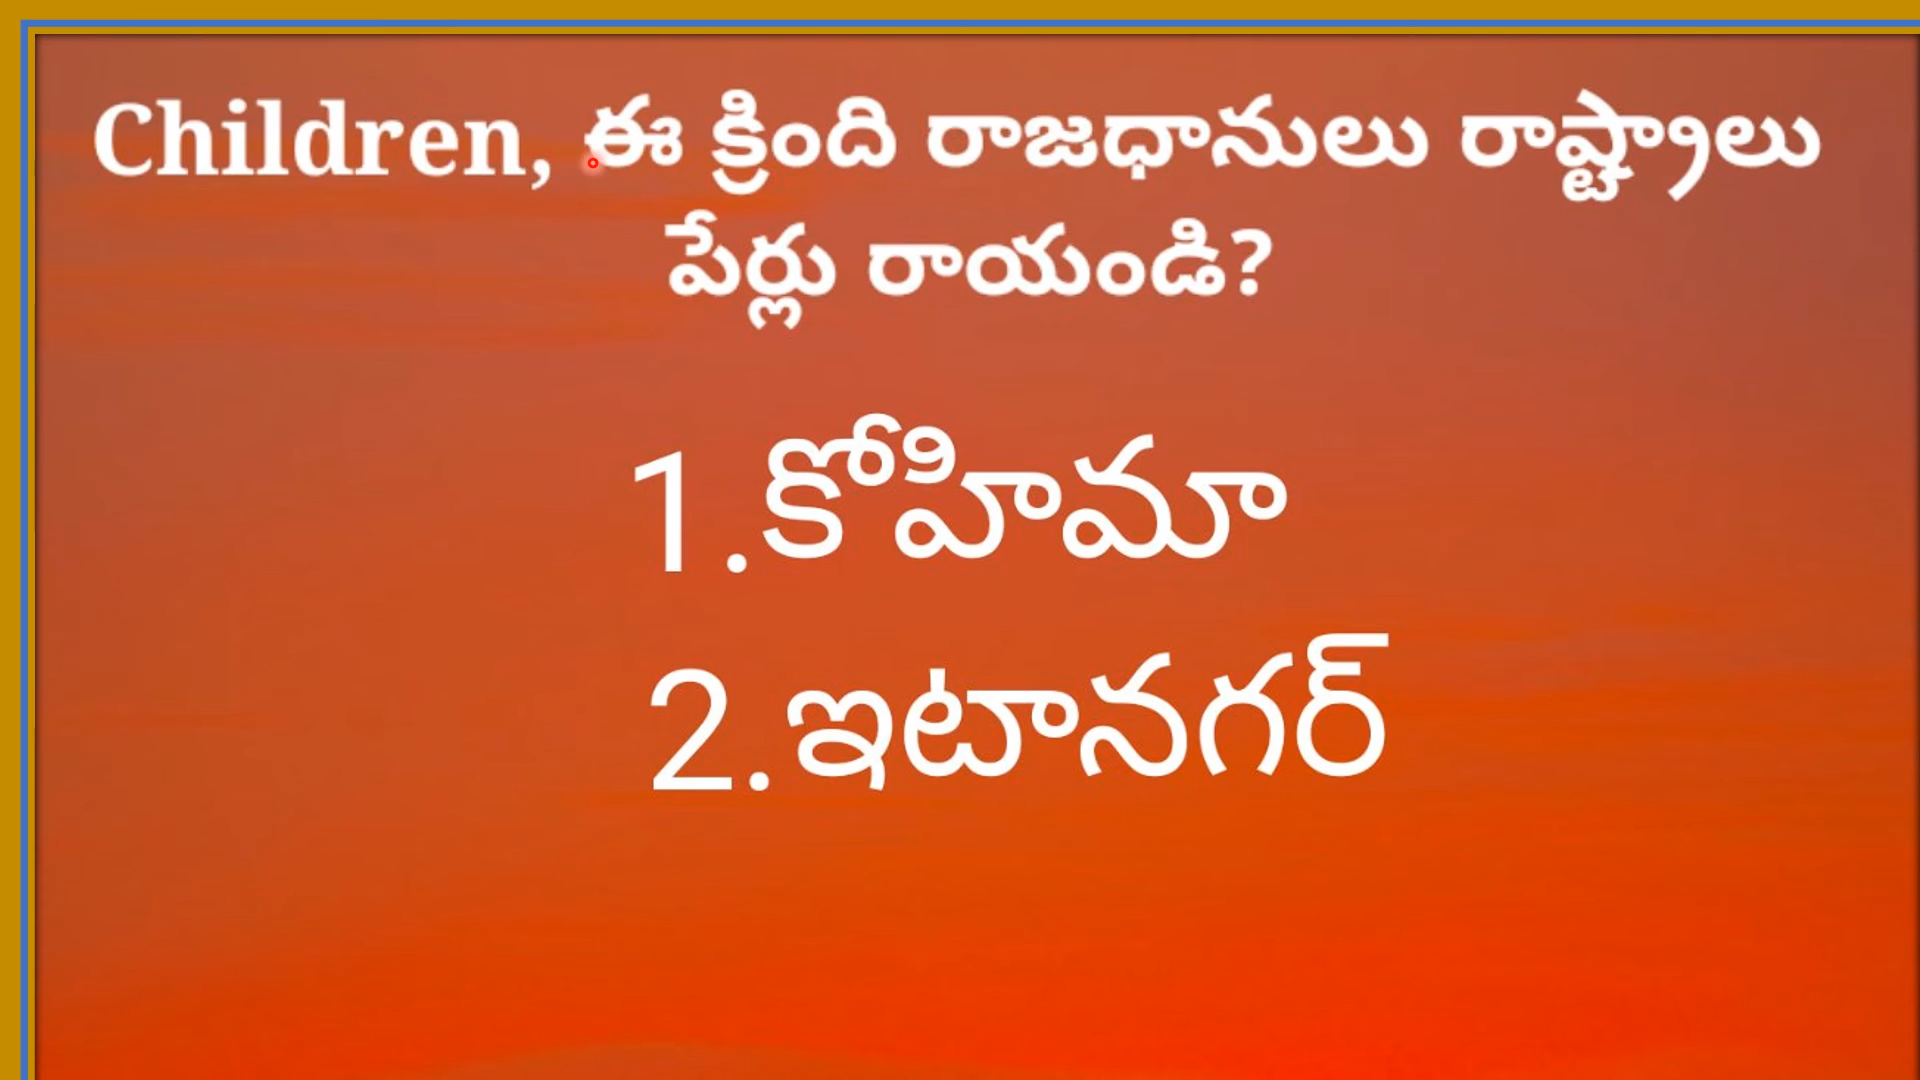 Children, ఈ క్రింది రాజధానులు రాష్ట్రాలు
పేర్లు రాయండి?
1.కోహిమా
2.ఇటానగర్